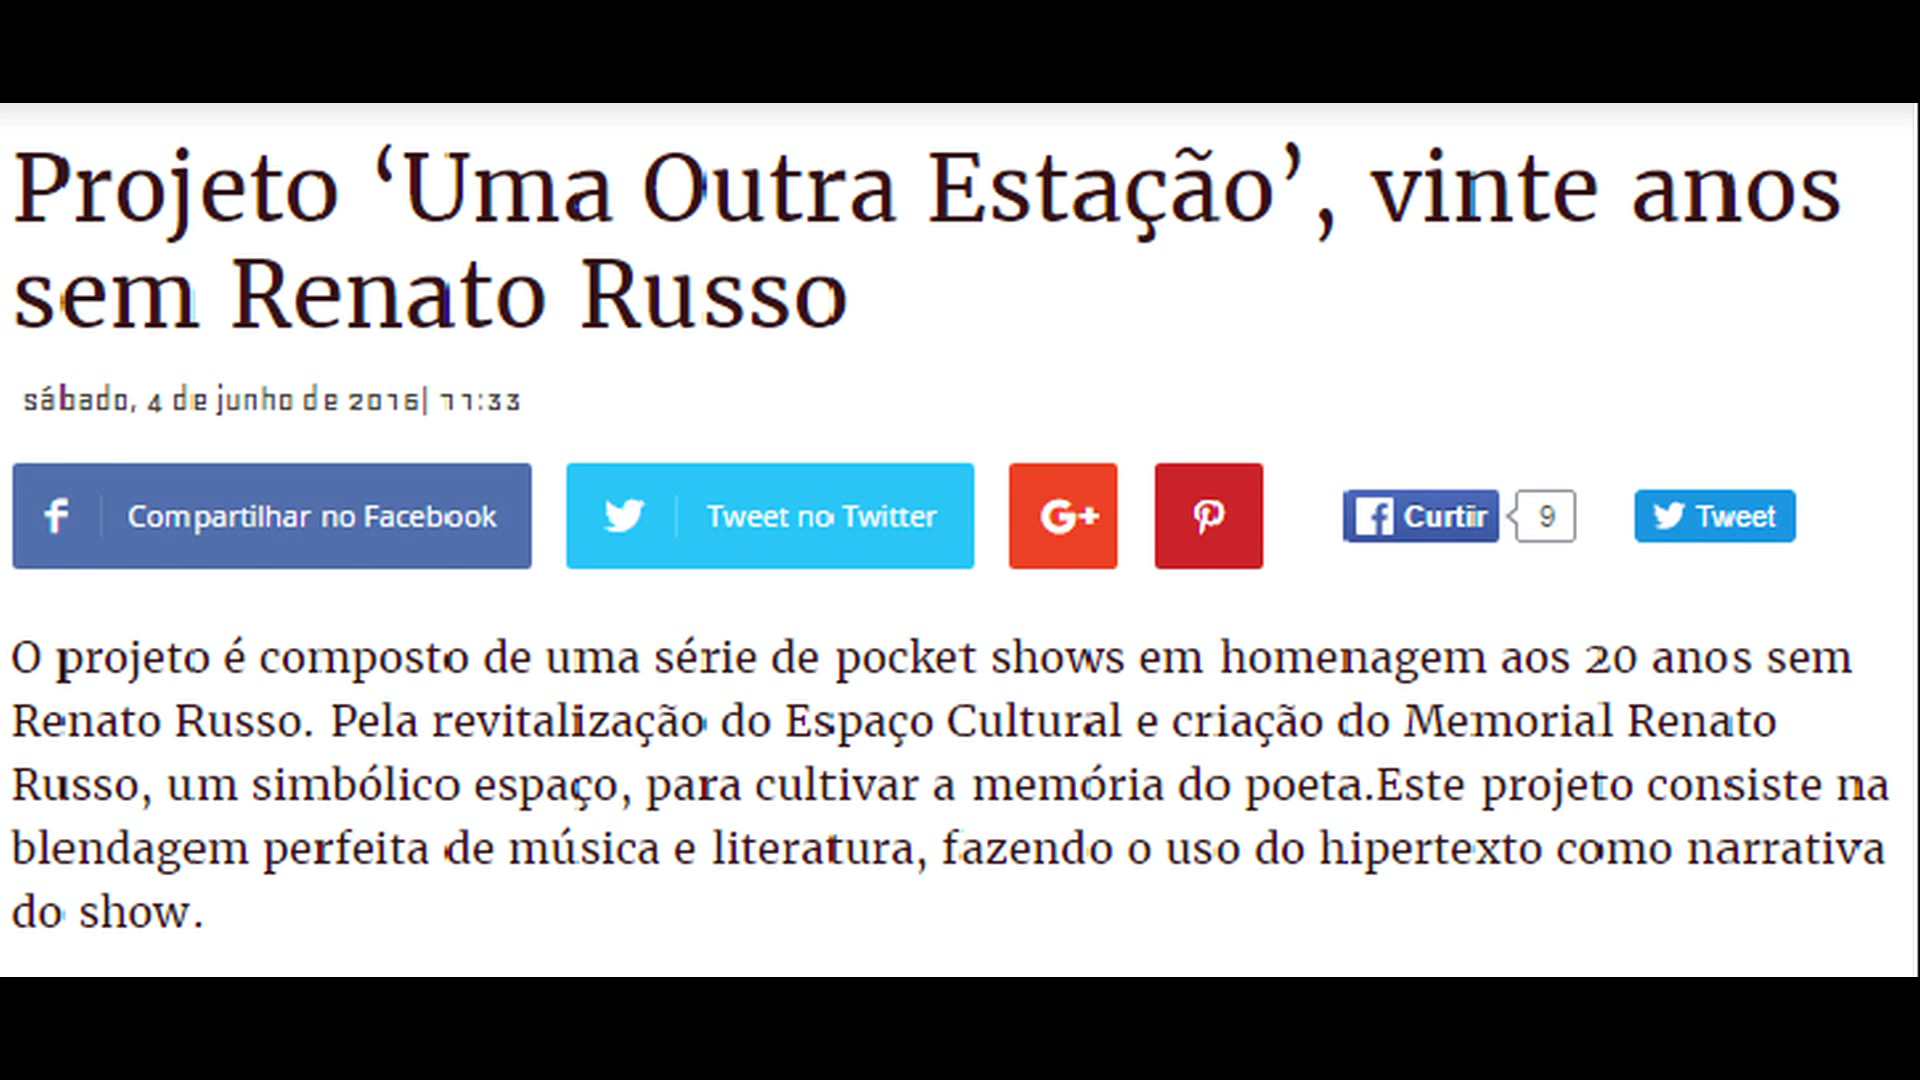 Projeto ‘Uma Outra Estação’, vinte anos
sem Renato Russo
sábado, 4 de junho de 2016| 11:33
Compartilhar no Facebook
Tweet no Twitter
G+
Curtir
9
Tweet
O projeto é composto de uma série de pocket shows em homenagem aos 20 anos sem
Renato Russo. Pela revitalização do Espaço Cultural e criação do Memorial Renato
Russo, um simbólico espaço, para cultivar a memória do poeta.Este projeto consiste na
blendagem perfeita de música e literatura, fazendo o uso do hipertexto como narrativa
do show.